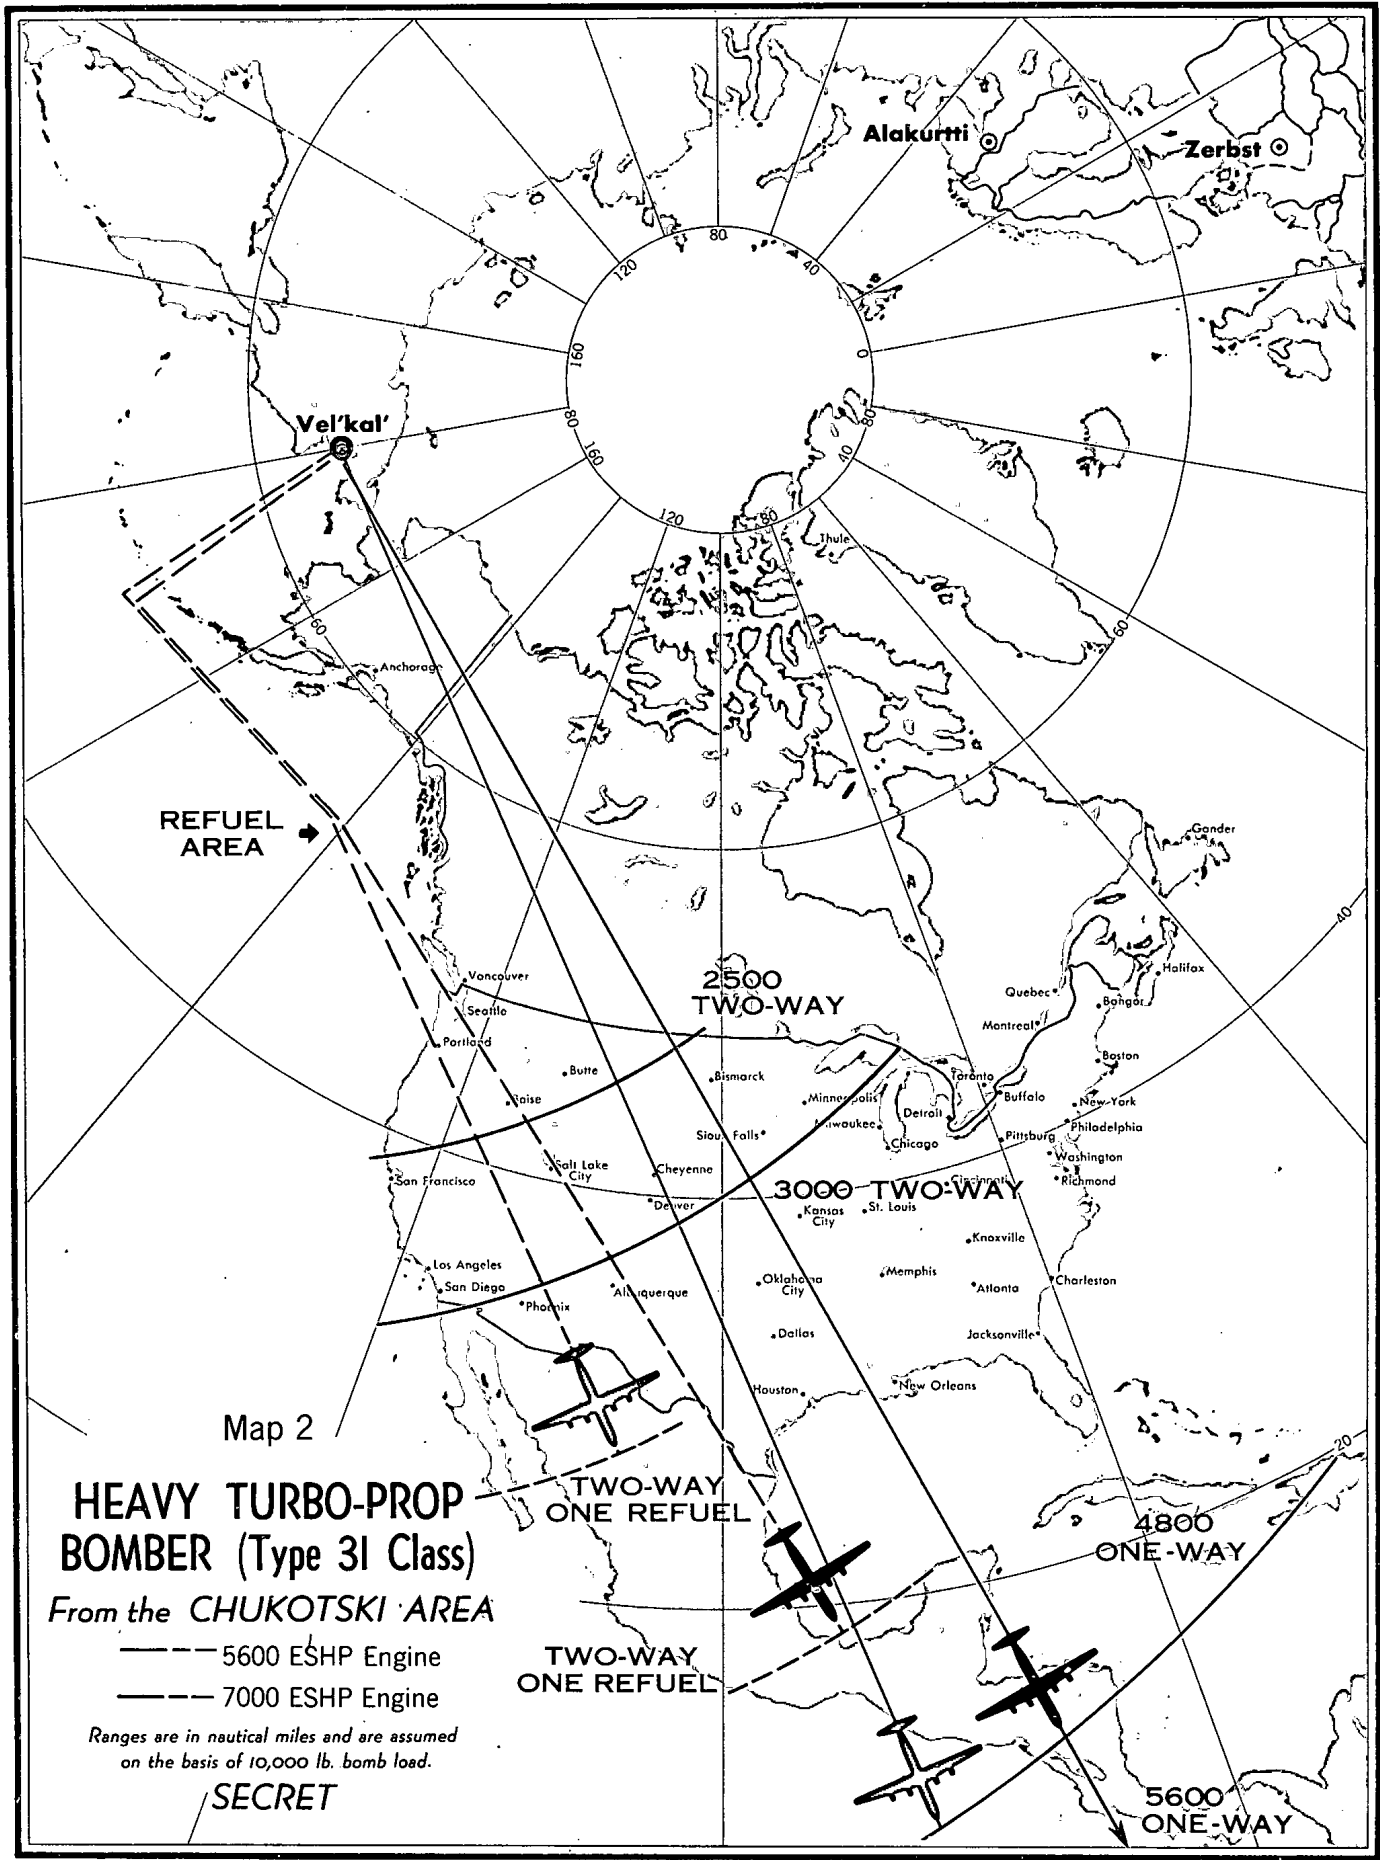 Alakurtti
Zerbst
80
120
40
160
0
Vel'kal'
80
160
80
40
120
80
Thule
60
60
Anchorage
REFUEL
AREA
Gander
40
Vancouver
2500
TWO-WAY
Halifax
Quebec
Bangor
Seattle
Montreal
Portland
Boston
Butte
Bismarck
Toronto
Boise
Minneapolis
Buffalo
New York
Detroit
Milwaukee
Philadelphia
Sioux Falls
Chicago
Pittsburg
Washington
Salt Lake
City
Cheyenne
San Francisco
3000 TWO-WAY
Cincinnati
Richmond
Denver
Kansas
City
St. Louis
Knoxville
Los Angeles
San Diego
Oklahoma
City
Memphis
Atlanta
Charleston
Albuquerque
Phoenix
Dallas
Jacksonville
Houston
New Orleans
Map 2
20
HEAVY TURBO-PROP
BOMBER (Type 31 Class)
TWO-WAY
ONE REFUEL
4800
ONE-WAY
From the CHUKOTSKI AREA
5600 ESHP Engine
7000 ESHP Engine
TWO-WAY
ONE REFUEL
Ranges are in nautical miles and are assumed
on the basis of 10,000 lb. bomb load.
SECRET
5600
ONE-WAY